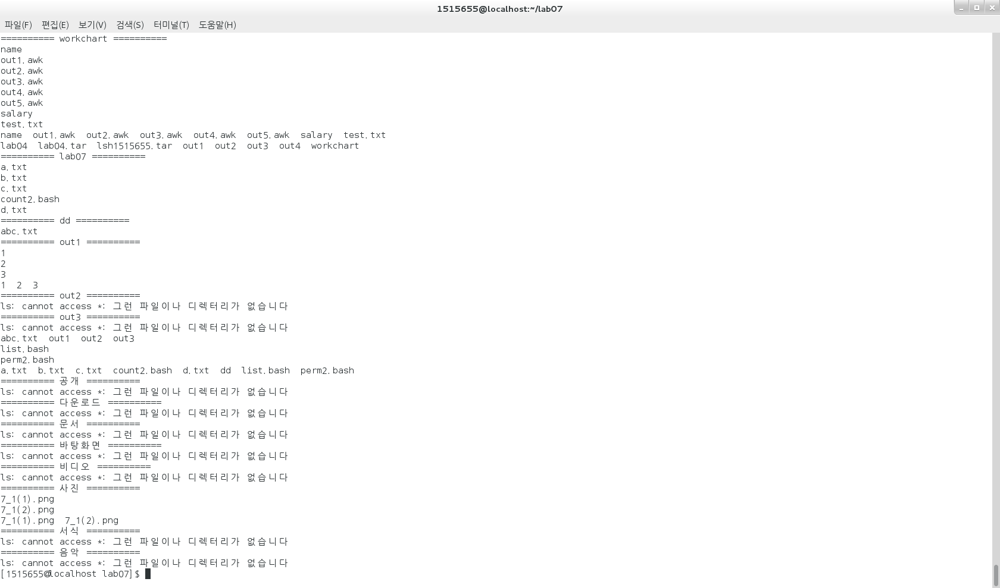 1515655@localhost:~/lab07
파일(F) 편집(E) 보기(V) 검색(S) 터미널(T) 도움말(H)
========== workchart ==========
name
out1.awk
out2.awk
out3.awk
out4.awk
out5.awk
salary
test.txt
name  out1.awk  out2.awk  out3.awk  out4.awk  out5.awk  salary  test.txt
lab04  lab04.tar  lsh1515655.tar  out1  out2  out3  out4  workchart
========== lab07 ==========
a.txt
b.txt
c.txt
count2.bash
d.txt
========== dd ==========
abc.txt
========== out1 ==========
1
2
3
1  2  3
========== out2 ==========
ls: cannot access *: 그런 파일이나 디렉터리가 없습니다
========== out3 ==========
ls: cannot access *: 그런 파일이나 디렉터리가 없습니다
abc.txt  out1  out2  out3
list.bash
perm2.bash
a.txt  b.txt  c.txt  count2.bash  d.txt  dd  list.bash  perm2.bash
========== 공개 ==========
ls: cannot access *: 그런 파일이나 디렉터리가 없습니다
========== 다운로드 ==========
ls: cannot access *: 그런 파일이나 디렉터리가 없습니다
========== 문서 ==========
ls: cannot access *: 그런 파일이나 디렉터리가 없습니다
========== 바탕화면 ==========
ls: cannot access *: 그런 파일이나 디렉터리가 없습니다
========== 비디오 ==========
ls: cannot access *: 그런 파일이나 디렉터리가 없습니다
========== 사진 ==========
7_1(1).png
7_1(2).png
7_1(1).png  7_1(2).png
========== 서식 ==========
ls: cannot access *: 그런 파일이나 디렉터리가 없습니다
========== 음악 ==========
ls: cannot access *: 그런 파일이나 디렉터리가 없습니다
[1515655@localhost lab07]$